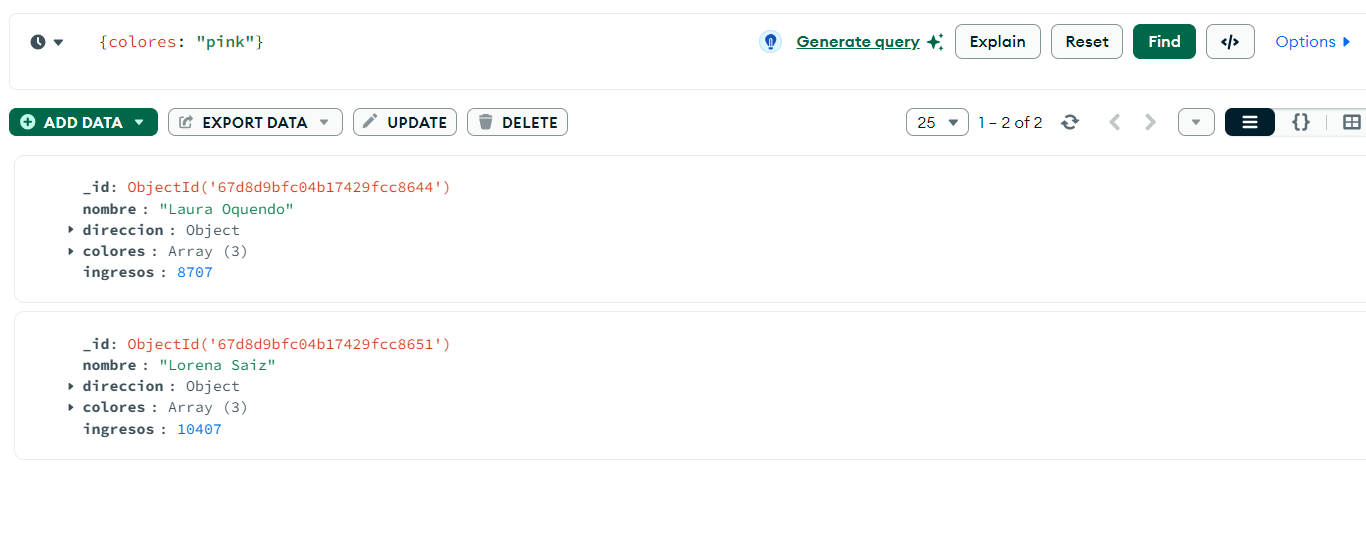 {colores: "pink"}
Generate query
Explain
Reset
Find
</>
Options
ADD DATA
EXPORT DATA
UPDATE
DELETE
25
1 – 2 of 2
{}
_id: ObjectId('67d8d9bfc04b17429fcc8644')
nombre : "Laura Oquendo"
direccion : Object
colores : Array (3)
ingresos : 8707
_id: ObjectId('67d8d9bfc04b17429fcc8651')
nombre : "Lorena Saiz"
direccion : Object
colores : Array (3)
ingresos : 10407